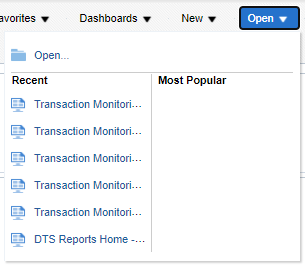 avorites Dashboards New Open
Open...
Recent Most Popular
Transaction Monitori...
Transaction Monitori...
Transaction Monitori...
Transaction Monitori...
Transaction Monitori...
DTS Reports Home -...